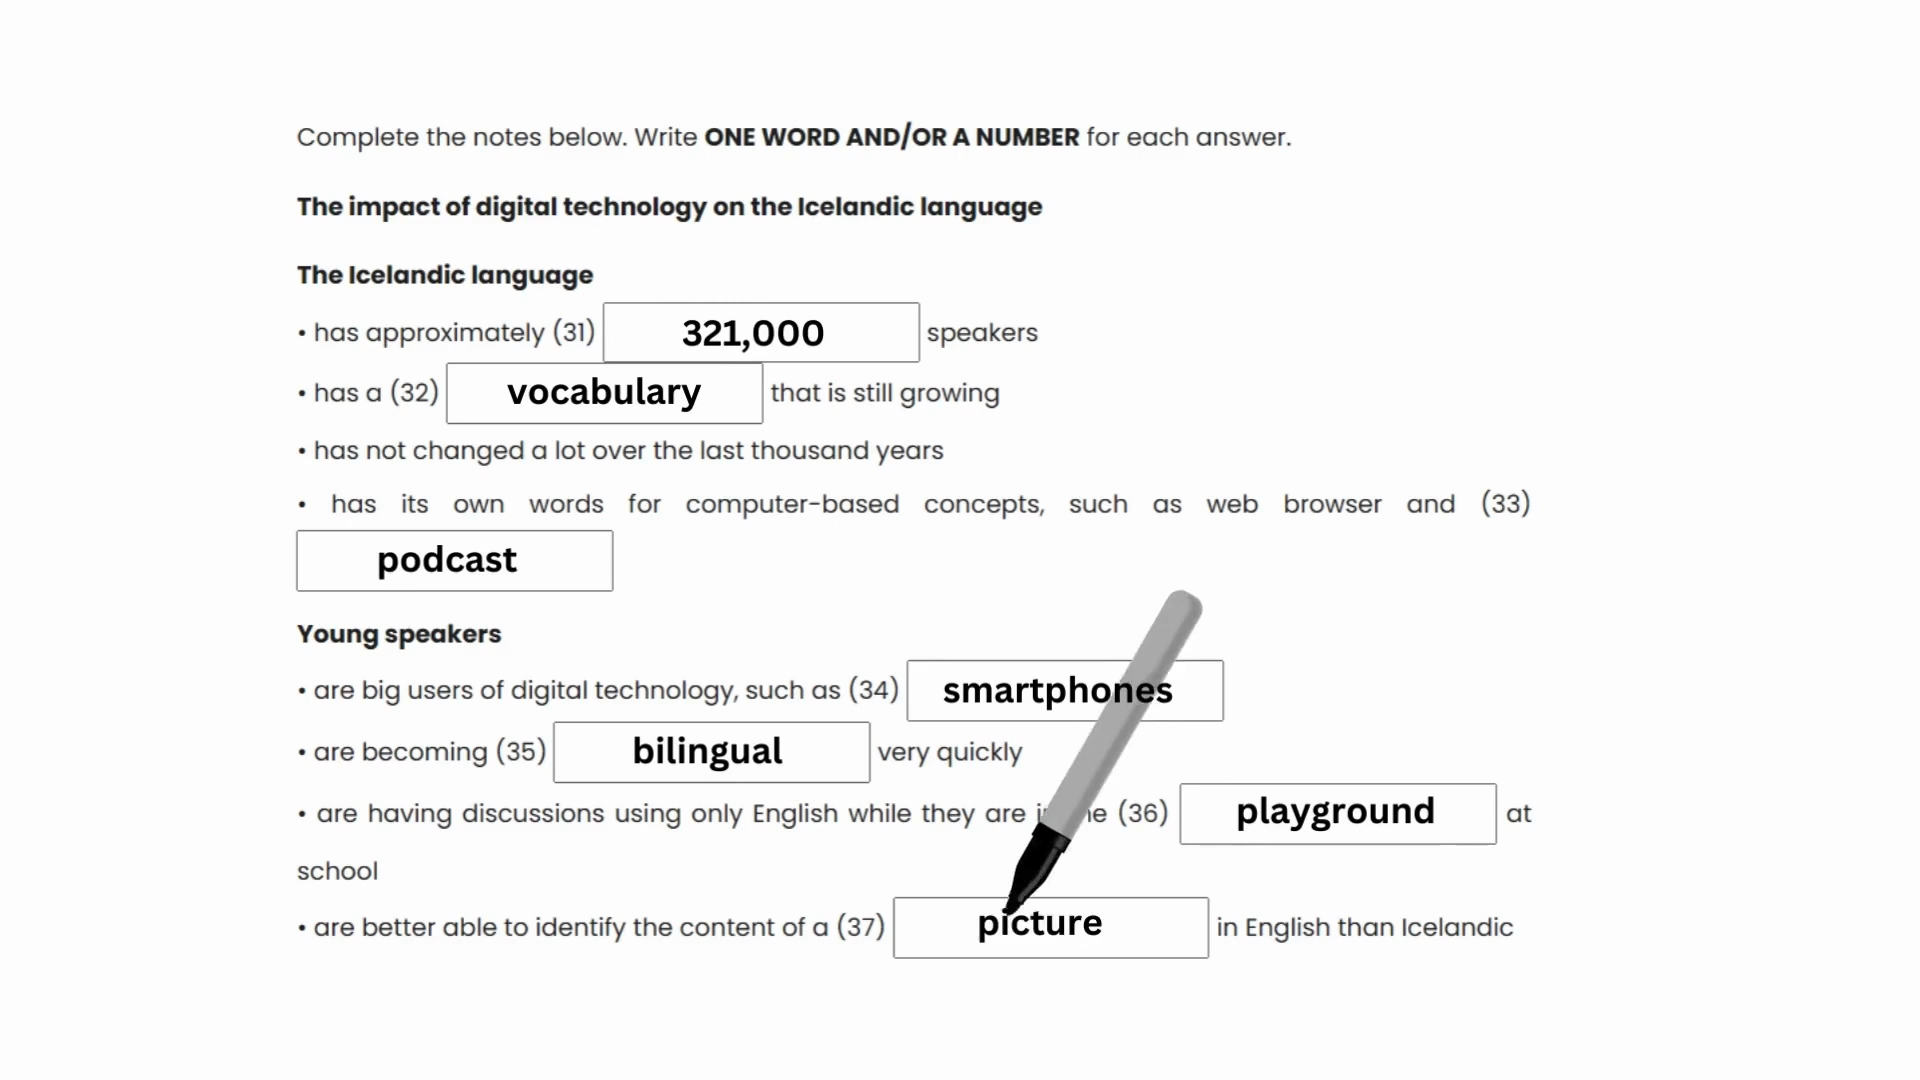 Complete the notes below. Write ONE WORD AND/OR A NUMBER for each answer.
The impact of digital technology on the Icelandic language
The Icelandic language
• has approximately (31) 321,000 speakers
• has a (32) vocabulary that is still growing
• has not changed a lot over the last thousand years
• has its own words for computer-based concepts, such as web browser and (33)
podcast
Young speakers
• are big users of digital technology, such as (34) smartphones
• are becoming (35) bilingual very quickly
• are having discussions using only English while they are in the (36) playground at
school
• are better able to identify the content of a (37) picture in English than Icelandic